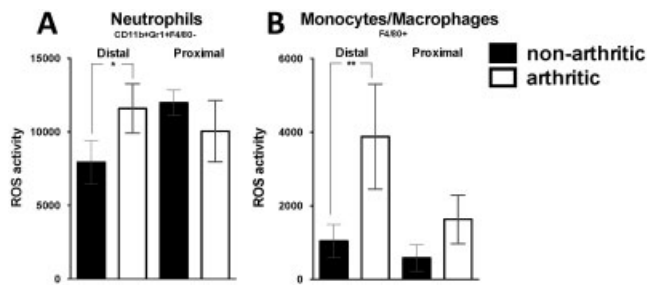 A
Neutrophils
CD11b+Gr1+F4/80-
Distal
Proximal
*
ROS activity
15000
10000
5000
0
B
Monocytes/Macrophages
F4/80+
Distal
Proximal
**
ROS activity
6000
4000
2000
0
non-arthritic
arthritic